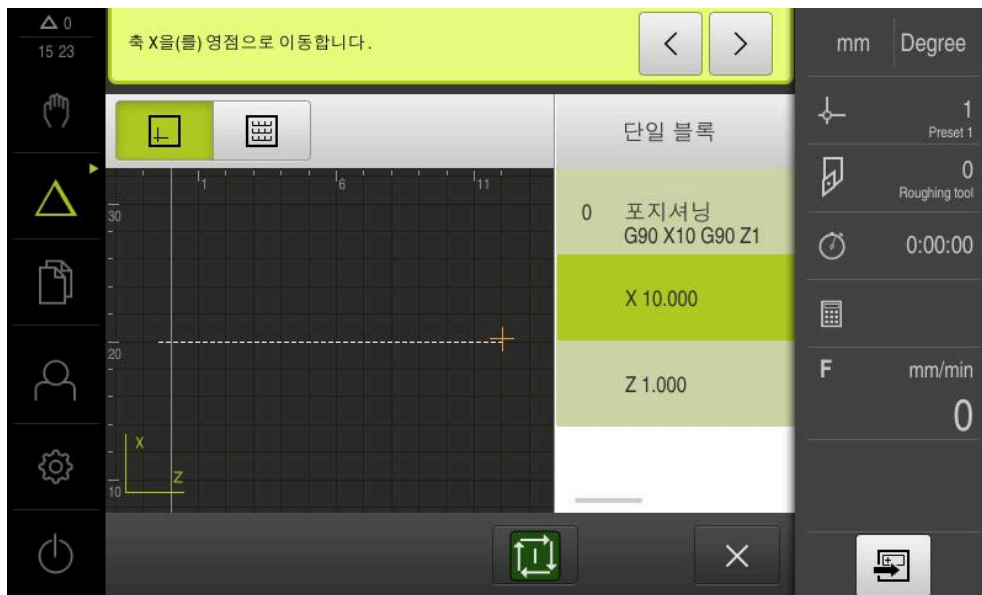 0
15 23
축 X을(를) 영점으로 이동합니다.
mm Degree
1
Preset 1
0
Roughing tool
0:00:00
F mm/min
0
단일 블록
0 포지셔닝
G90 X10 G90 Z1
X 10.000
Z 1.000
1 6 11
30
20
10
X
Z